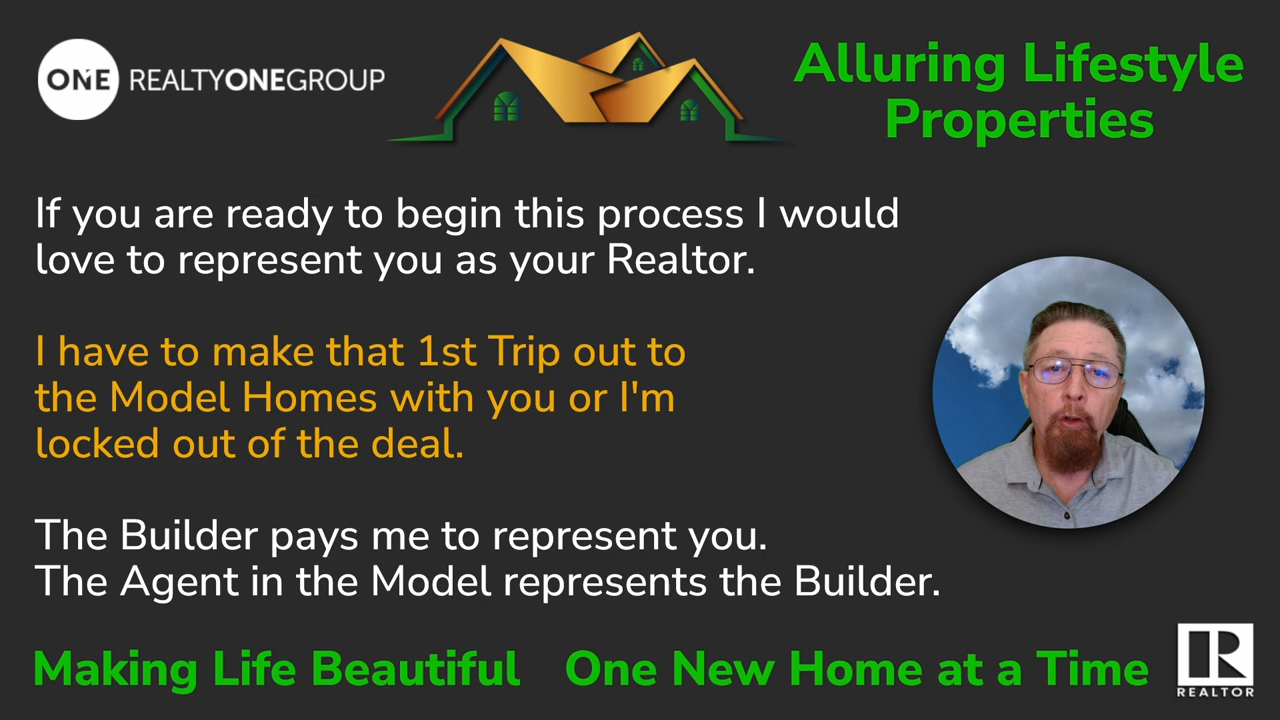 ONE REALTYONEGROUP
Alluring Lifestyle
Properties
If you are ready to begin this process I would
love to represent you as your Realtor.
I have to make that 1st Trip out to
the Model Homes with you or I'm
locked out of the deal.
The Builder pays me to represent you.
The Agent in the Model represents the Builder.
Making Life Beautiful One New Home at a Time
R
REALTOR